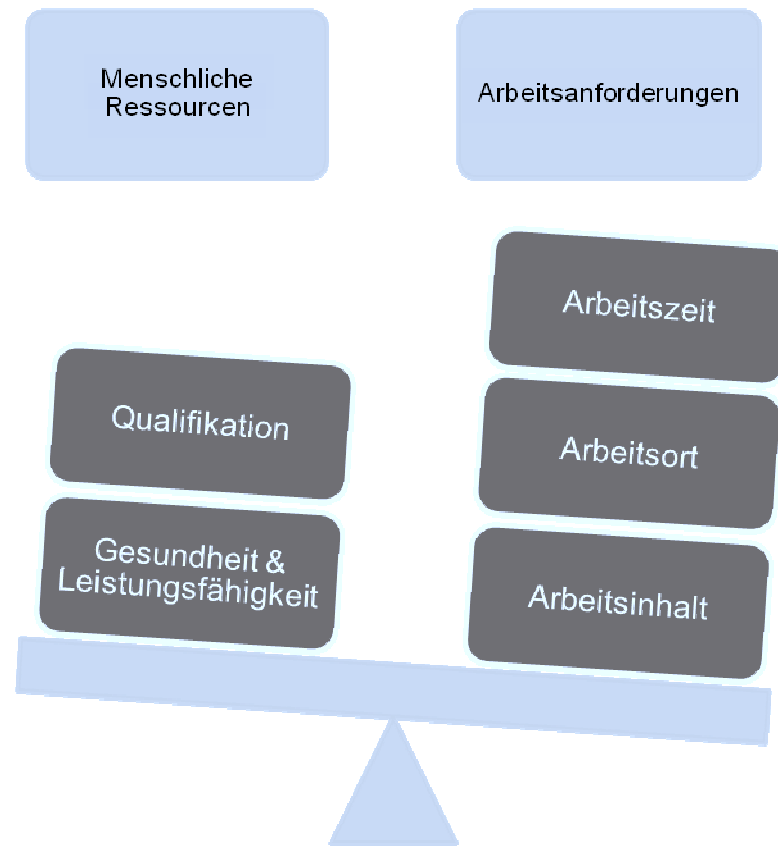 Menschliche
Ressourcen
Arbeitsanforderungen
Arbeitszeit
Qualifikation
Arbeitsort
Gesundheit &
Leistungsfähigkeit
Arbeitsinhalt